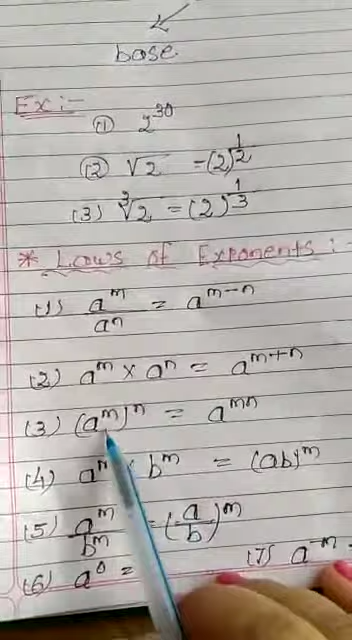 base
Ex:-
① 2^30
② √2 = (2)^1/2
(3) ³√2 = (2)^1/3
* Laws of Exponents :-
(1) a^m / a^n = a^m-n
(2) a^m × a^n = a^m+n
(3) (a^m)^n = a^mn
(4) b^m = (ab)^m
(5) a^m / b^m = (a/b)^m
(6) a^0 = (7) a^-m